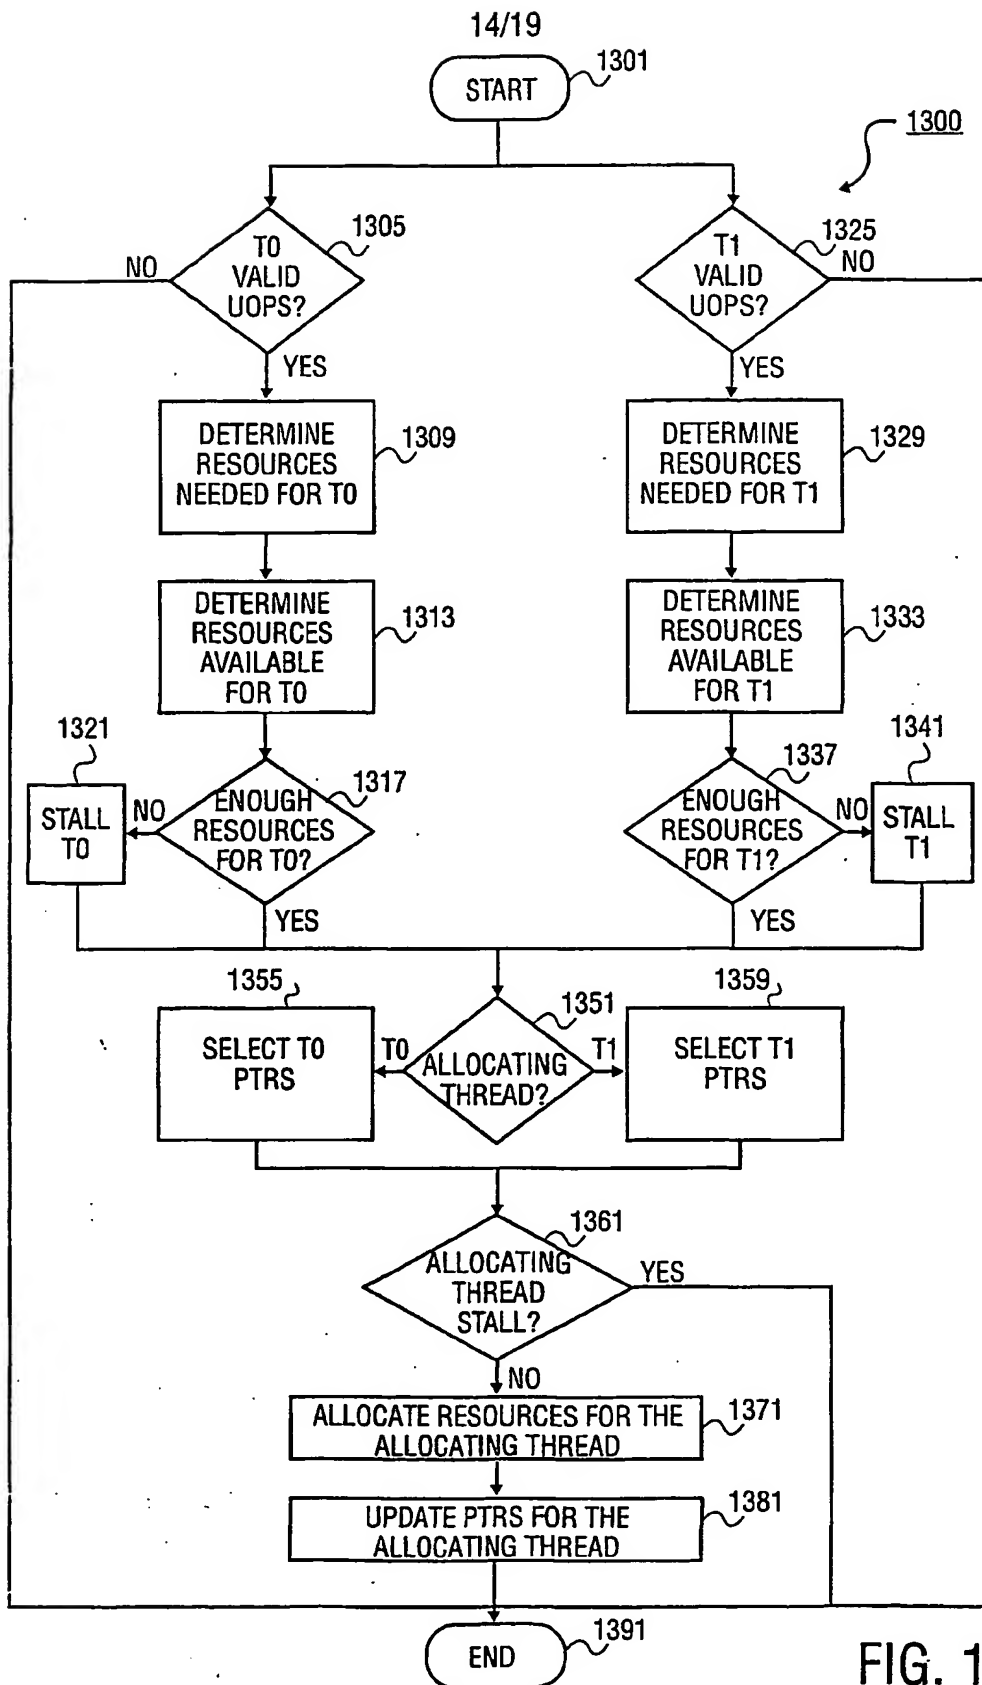 14/19
START
1301
1300
T0
VALID
UOPS?
1305
NO
YES
T1
VALID
UOPS?
1325
NO
YES
DETERMINE
RESOURCES
NEEDED FOR T0
1309
DETERMINE
RESOURCES
NEEDED FOR T1
1329
DETERMINE
RESOURCES
AVAILABLE
FOR T0
1313
DETERMINE
RESOURCES
AVAILABLE
FOR T1
1333
1321
STALL
T0
NO
ENOUGH
RESOURCES
FOR T0?
1317
YES
ENOUGH
RESOURCES
FOR T1?
1337
NO
YES
1341
STALL
T1
1355
SELECT T0
PTRS
T0
ALLOCATING
THREAD?
1351
T1
1359
SELECT T1
PTRS
ALLOCATING
THREAD
STALL?
1361
YES
NO
ALLOCATE RESOURCES FOR THE
ALLOCATING THREAD
1371
UPDATE PTRS FOR THE
ALLOCATING THREAD
1381
END
1391
FIG. 1